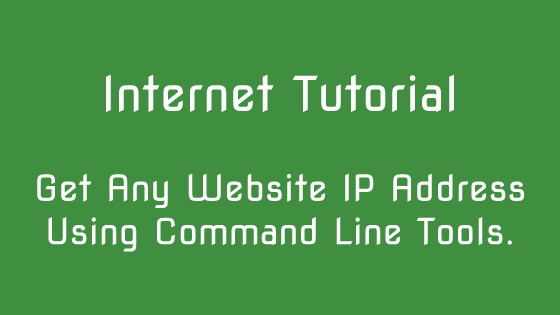 Internet Tutorial
Get Any Website IP Address
Using Command Line Tools.